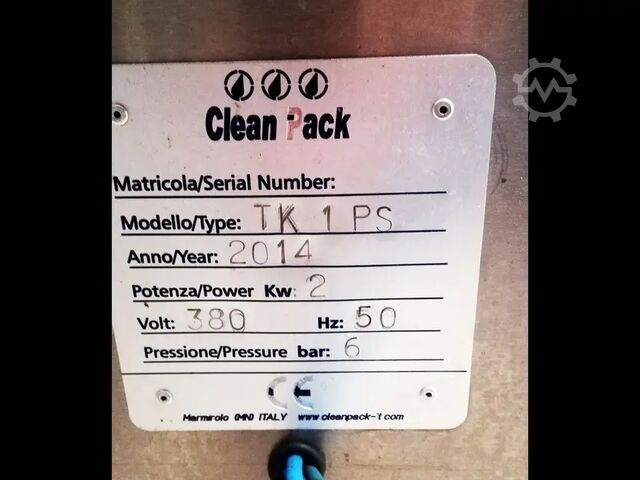 Clean Pack
Matricola/Serial Number:
Modello/Type: TK 1 PS
Anno/Year: 2014
Potenza/Power Kw: 2
Volt: 380 Hz: 50
Pressione/Pressure bar: 6
CE
Marmirolo (MN) ITALY www.cleanpack-it.com